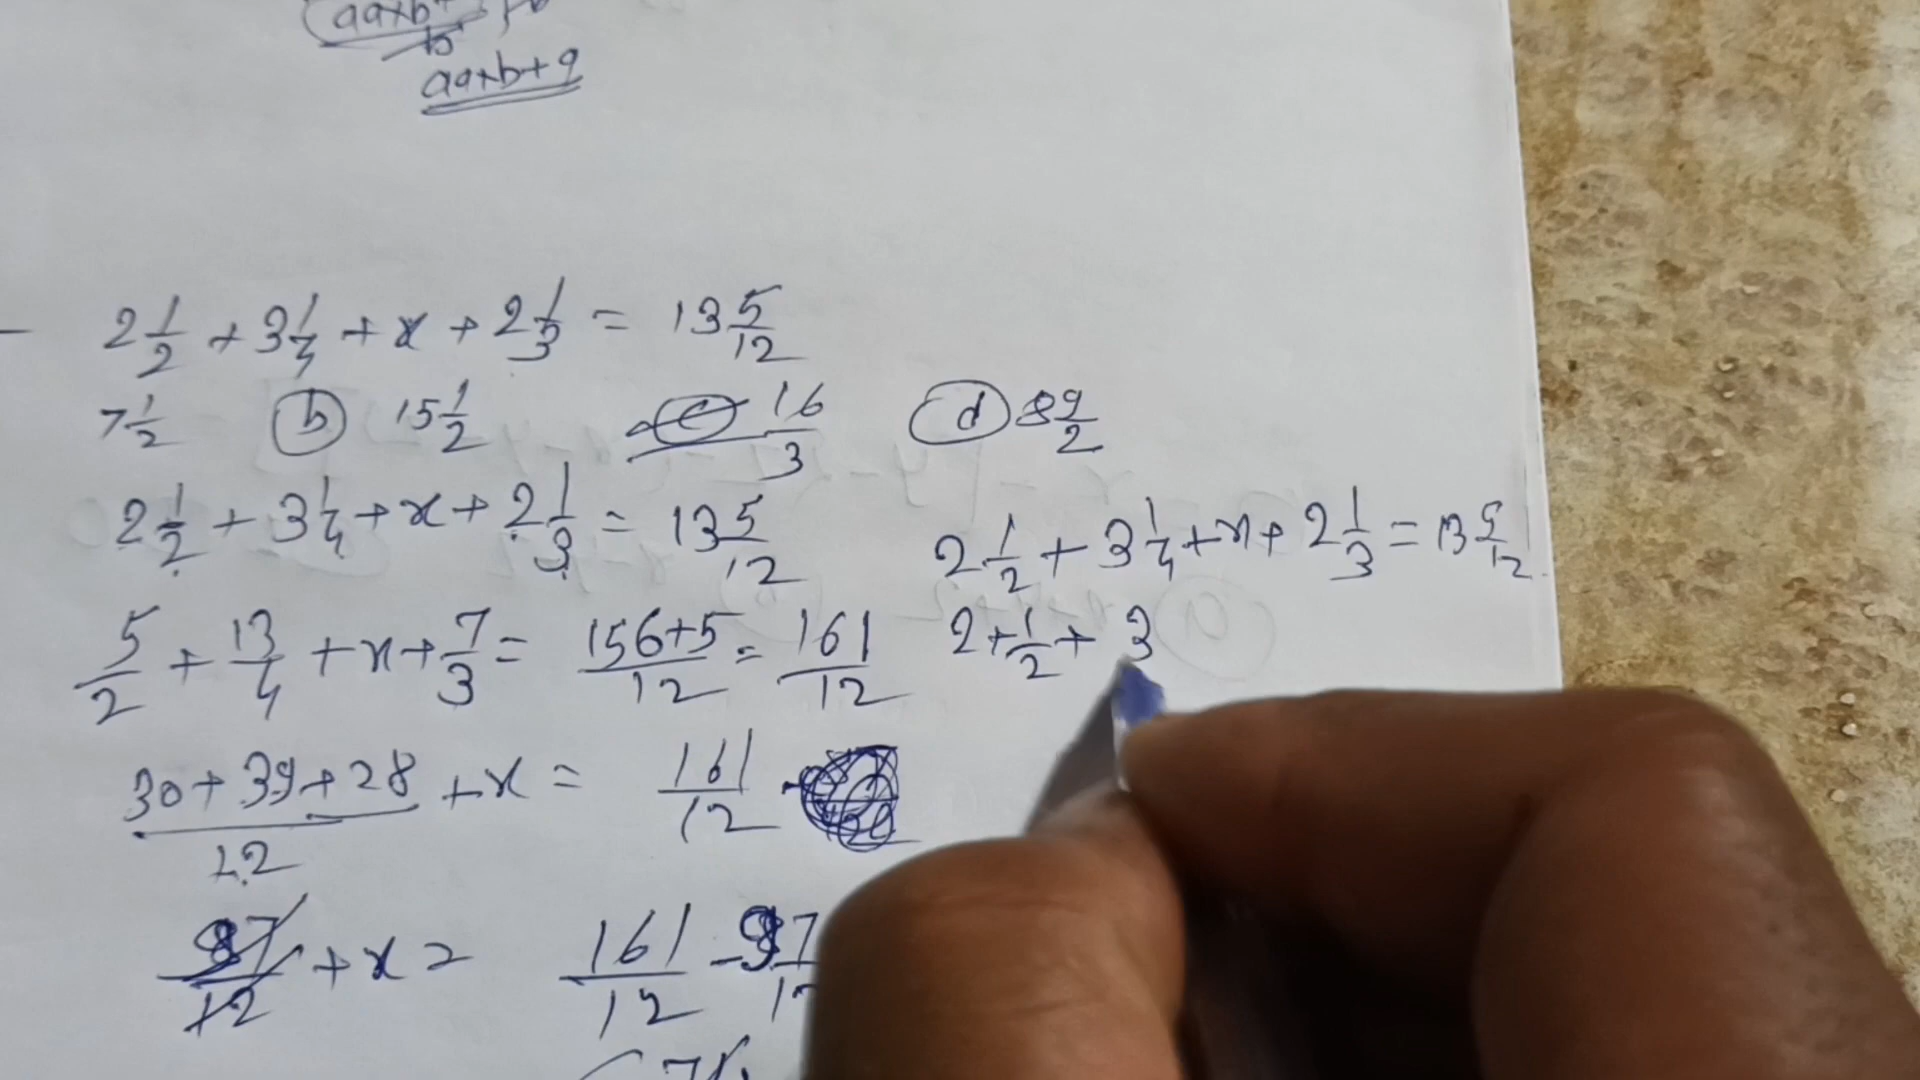 aa×b+9
2 1/2 + 3 1/4 + x + 2 1/3 = 13 5/12
7 1/2 (b) 15 1/2 (c) 16/3 (d) 8 9/2
2 1/2 + 3 1/4 + x + 2 1/3 = 13 5/12
5/2 + 13/4 + x + 7/3 = (156+5)/12 = 161/12
(30 + 39 + 28)/12 + x = 161/12
97/12 + x = 161/12 - 97/12
2 1/2 + 3 1/4 + x + 2 1/3 = 13 5/12
2 + 1/2 + 3